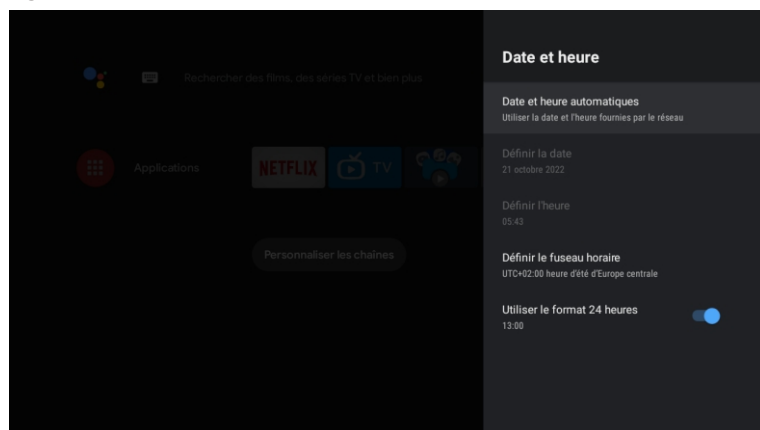 Rechercher des films, des séries TV et bien plus
Applications
NETFLIX
TV
Personnaliser les chaînes
Date et heure
Date et heure automatiques
Utiliser la date et l'heure fournies par le réseau
Définir la date
21 octobre 2022
Définir l'heure
05:43
Définir le fuseau horaire
UTC+02:00 heure d'été d'Europe centrale
Utiliser le format 24 heures
13:00